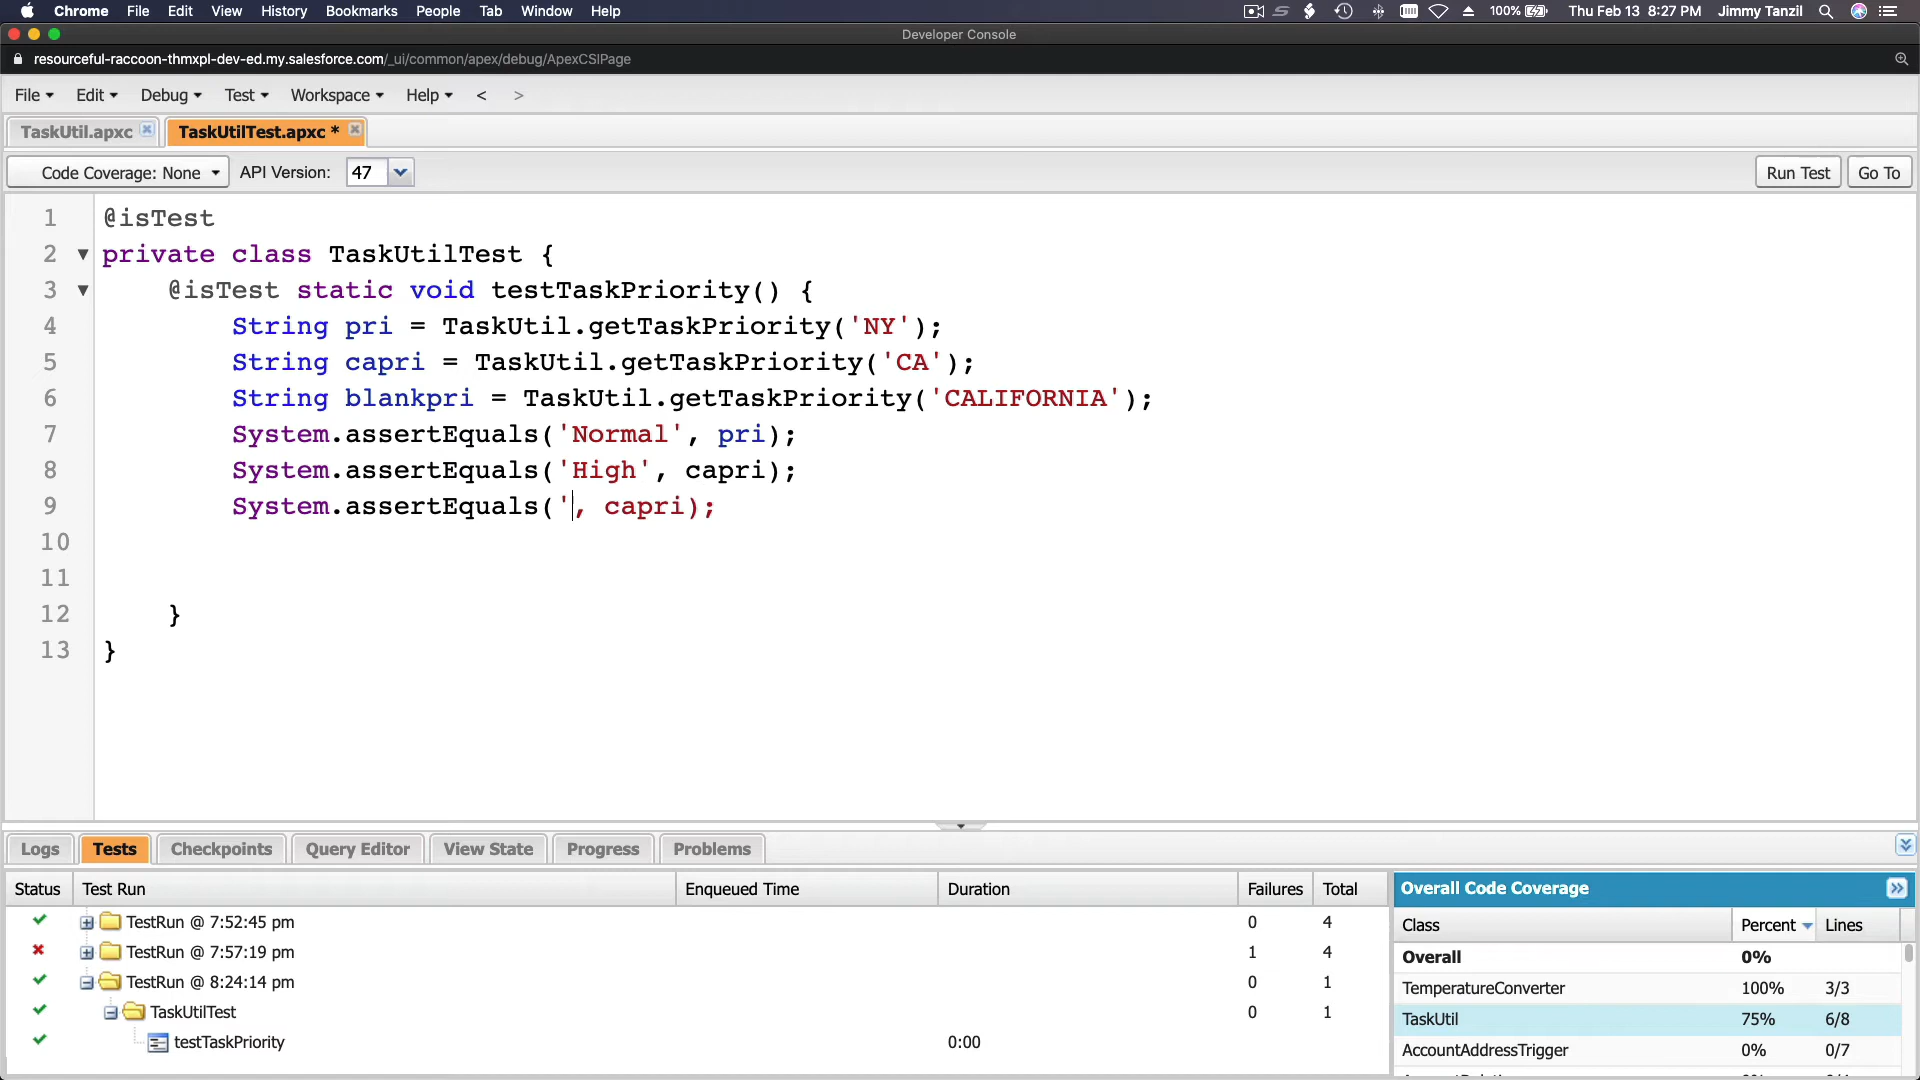 Chrome File Edit View History Bookmarks People Tab Window Help 100% Thu Feb 13 8:27 PM Jimmy Tanzil
Developer Console
resourceful-raccoon-thmxpl-dev-ed.my.salesforce.com/_ui/common/apex/debug/ApexCSIPage
File Edit Debug Test Workspace Help < >
TaskUtil.apxc TaskUtilTest.apxc *
Code Coverage: None API Version: 47 Run Test Go To
1 @isTest
2 private class TaskUtilTest {
3 @isTest static void testTaskPriority() {
4 String pri = TaskUtil.getTaskPriority('NY');
5 String capri = TaskUtil.getTaskPriority('CA');
6 String blankpri = TaskUtil.getTaskPriority('CALIFORNIA');
7 System.assertEquals('Normal', pri);
8 System.assertEquals('High', capri);
9 System.assertEquals(', capri);
10
11
12 }
13 }
Logs Tests Checkpoints Query Editor View State Progress Problems
Status Test Run Enqueued Time Duration Failures Total
TestRun @ 7:52:45 pm 0 4
TestRun @ 7:57:19 pm 1 4
TestRun @ 8:24:14 pm 0 1
TaskUtilTest 0 1
testTaskPriority 0:00
Overall Code Coverage
Class Percent Lines
Overall 0%
TemperatureConverter 100% 3/3
TaskUtil 75% 6/8
AccountAddressTrigger 0% 0/7